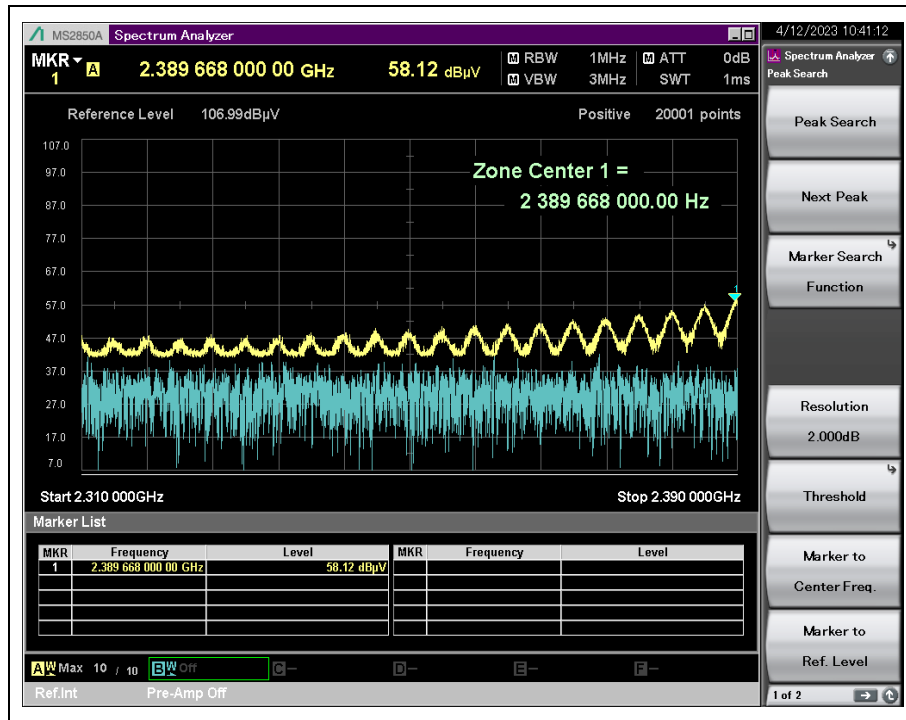 MS2850A Spectrum Analyzer
4/12/2023 10:41:12
MKR 1 A 2.389 668 000 00 GHz 58.12 dBµV
M RBW 1MHz M ATT 0dB
M VBW 3MHz SWT 1ms
Spectrum Analyzer
Peak Search
Reference Level 106.99dBµV Positive 20001 points
107.0
97.0
87.0
77.0
67.0
57.0
47.0
37.0
27.0
17.0
7.0
Zone Center 1 =
2 389 668 000.00 Hz
1
Start 2.310 000GHz Stop 2.390 000GHz
Marker List
MKR Frequency Level MKR Frequency Level
1 2.389 668 000 00 GHz 58.12 dBµV
A W Max 10 / 10 B W Off C – D – E – F –
Ref.Int Pre-Amp Off
Peak Search
Next Peak
Marker Search
Function
Resolution
2.000dB
Threshold
Marker to
Center Freq.
Marker to
Ref. Level
1 of 2